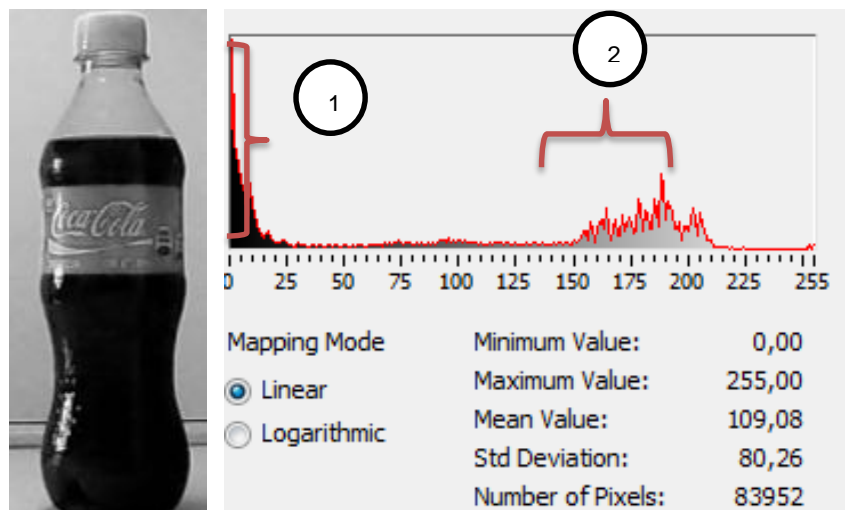 Coca-Cola
1
2
0 25 50 75 100 125 150 175 200 225 255
Mapping Mode
Linear
Logarithmic
Minimum Value: 0,00
Maximum Value: 255,00
Mean Value: 109,08
Std Deviation: 80,26
Number of Pixels: 83952